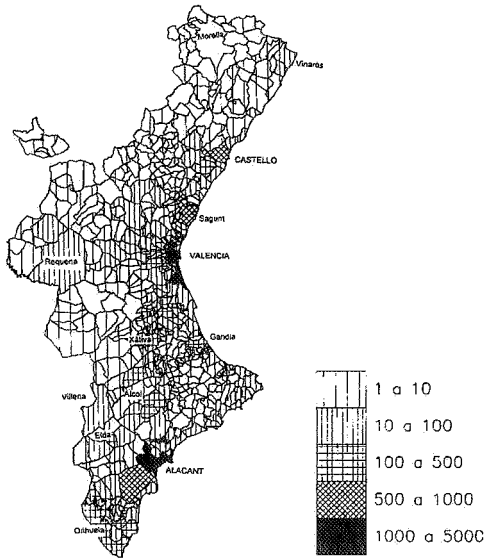 Morella
Vinaròs
CASTELLO
Sagunt
VALENCIA
Requena
Gandia
Xàtiva
Villena
Alcoi
Elda
ALACANT
Orihuela
1 a 10
10 a 100
100 a 500
500 a 1000
1000 a 5000